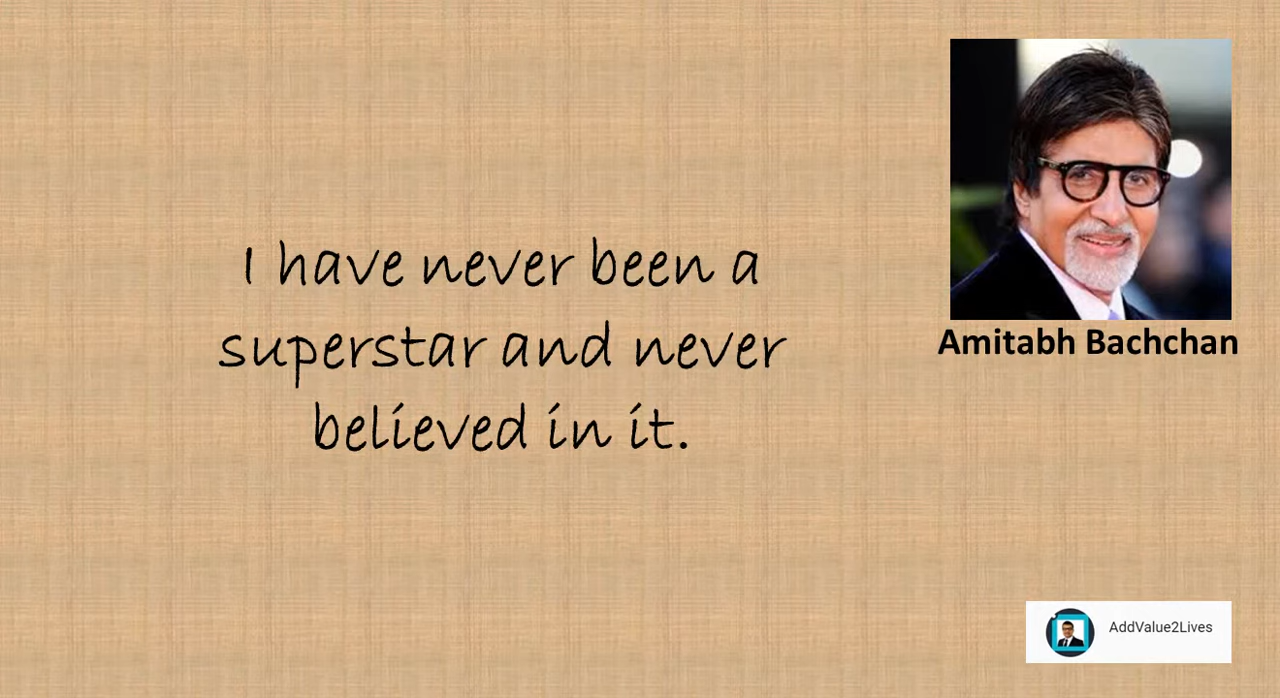 I have never been a
superstar and never
believed in it.
Amitabh Bachchan
AddValue2Lives